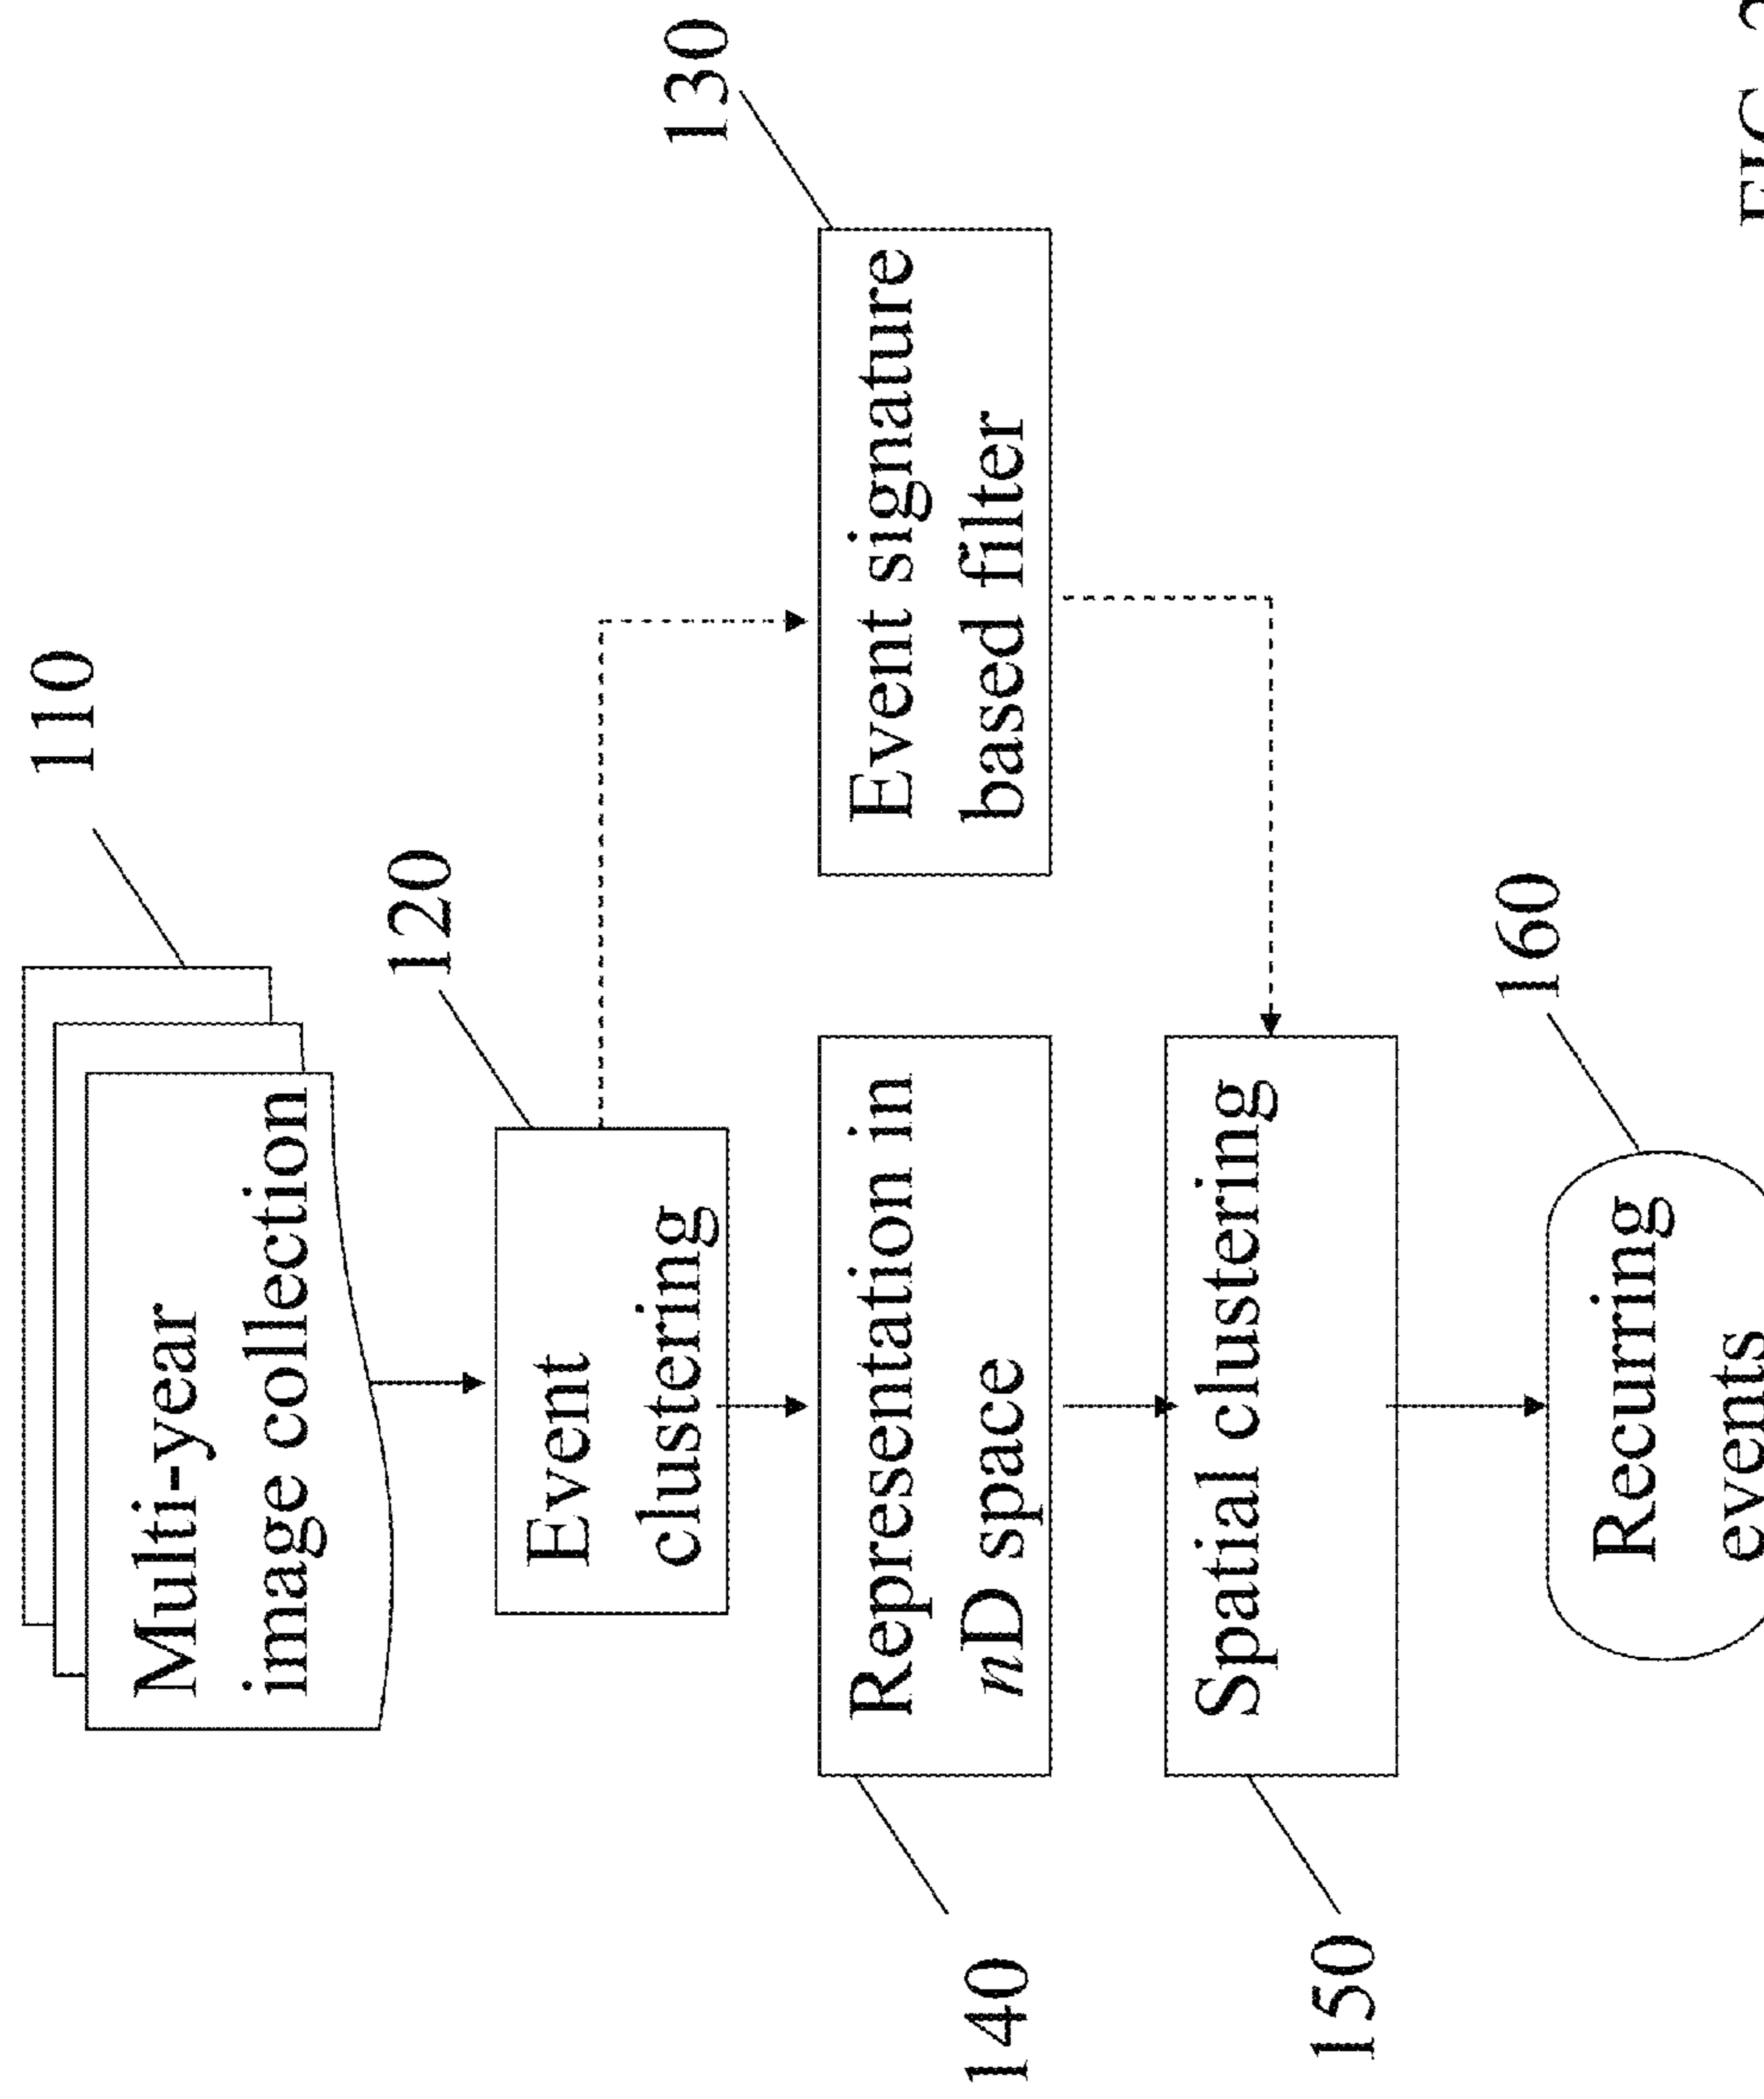 110
Multi-year
image collection
120
Event
clustering
130
Event signature
based filter
140
Representation in
nD space
150
Spatial clustering
160
Recurring
events
FIG.